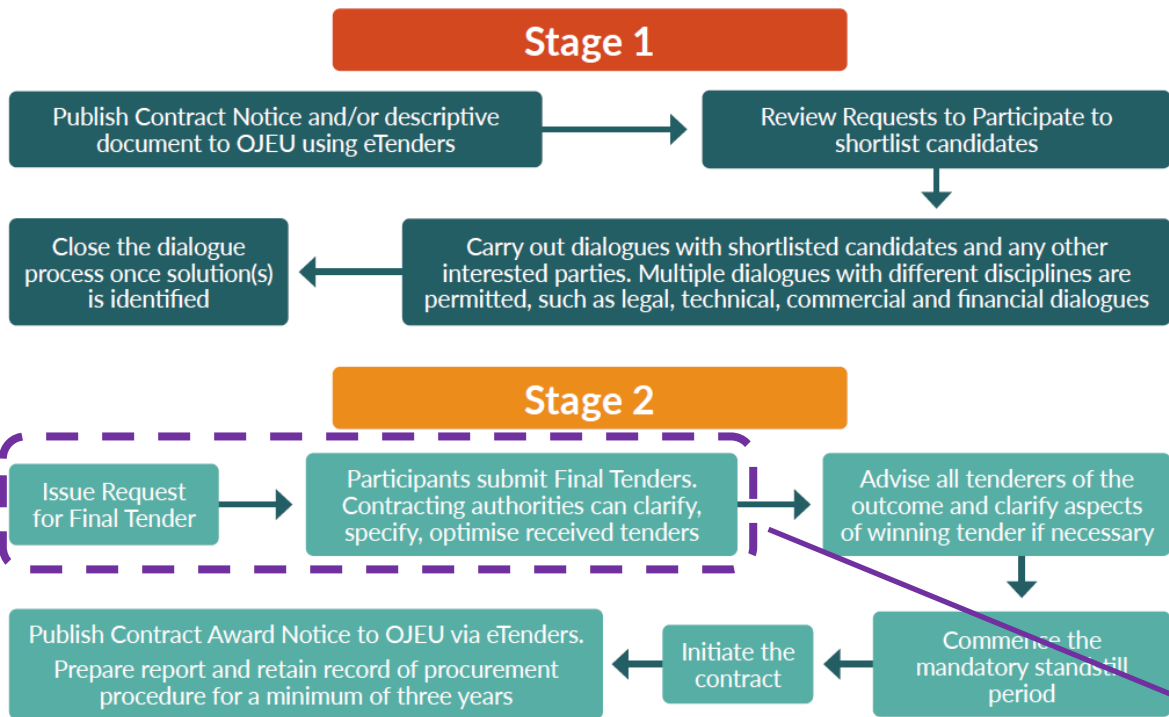 Stage 1
Publish Contract Notice and/or descriptive
document to OJEU using eTenders
Review Requests to Participate to
shortlist candidates
Carry out dialogues with shortlisted candidates and any other
interested parties. Multiple dialogues with different disciplines are
permitted, such as legal, technical, commercial and financial dialogues
Close the dialogue
process once solution(s)
is identified
Stage 2
Issue Request
for Final Tender
Participants submit Final Tenders.
Contracting authorities can clarify,
specify, optimise received tenders
Advise all tenderers of the
outcome and clarify aspects
of winning tender if necessary
Commence the
mandatory standstill
period
Initiate the
contract
Publish Contract Award Notice to OJEU via eTenders.
Prepare report and retain record of procurement
procedure for a minimum of three years